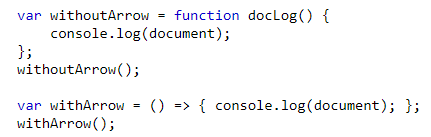 var withoutArrow = function docLog() {
    console.log(document);
};
withoutArrow();

var withArrow = () => { console.log(document); };
withArrow();